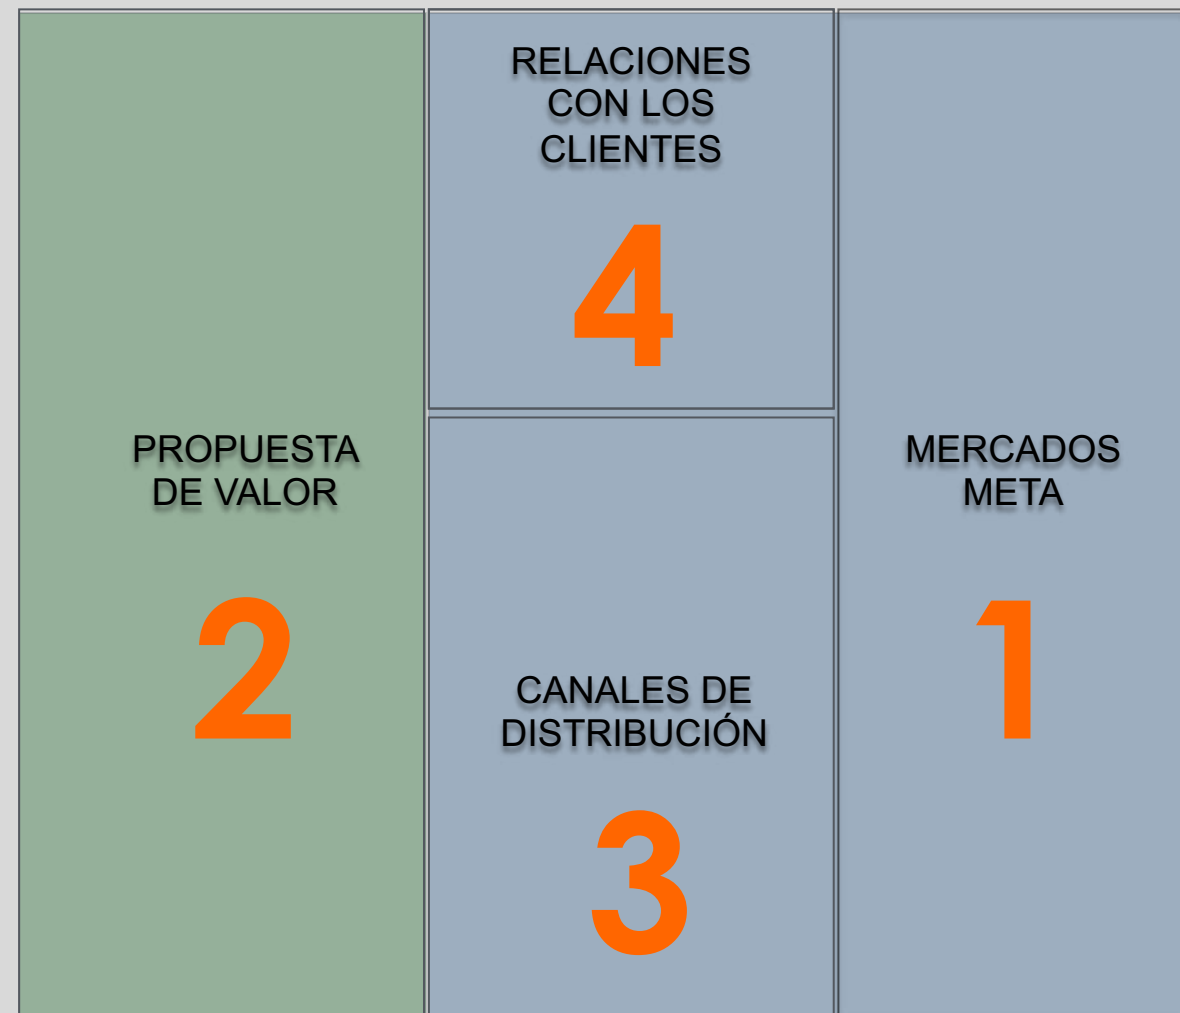 RELACIONES
CON LOS
CLIENTES
4
PROPUESTA
DE VALOR
2
CANALES DE
DISTRIBUCIÓN
3
MERCADOS
META
1